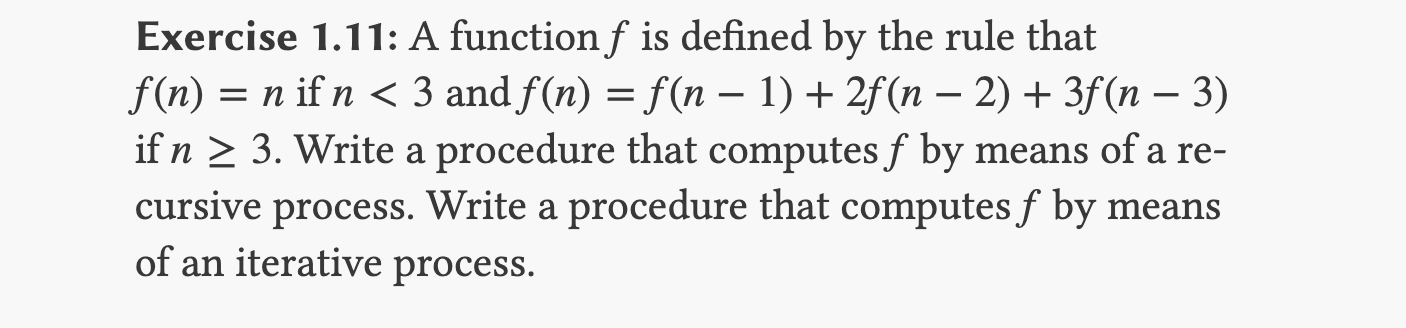 Exercise 1.11: A function f is defined by the rule that
f(n) = n if n < 3 and f(n) = f(n − 1) + 2f(n − 2) + 3f(n − 3)
if n ≥ 3. Write a procedure that computes f by means of a re-
cursive process. Write a procedure that computes f by means
of an iterative process.